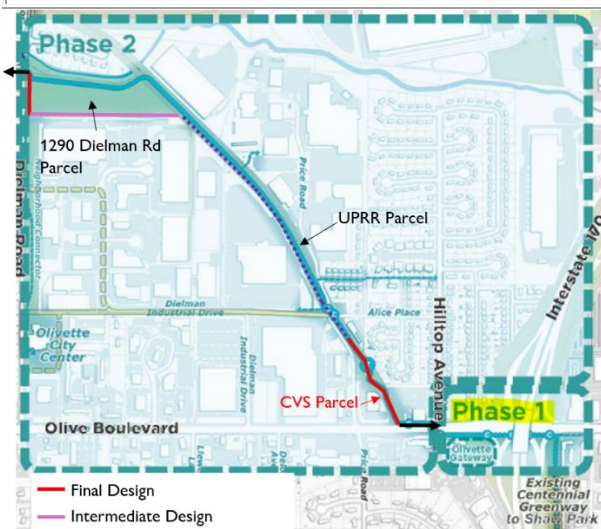 Phase 2
1290 Dielman Rd
Parcel
Dielman Road
Neighborhood Connector
Price Road
UPRR Parcel
Interstate 170
Dielman
Industrial Drive
Alice Place
Hilltop Avenue
Olivette
City
Center
Dielman
Industrial Drive
CVS Parcel
Phase 1
Olive Boulevard
Olivette
Gateway
Price Road
Existing
Centennial
Greenway
to Shaw Park
Final Design
Intermediate Design